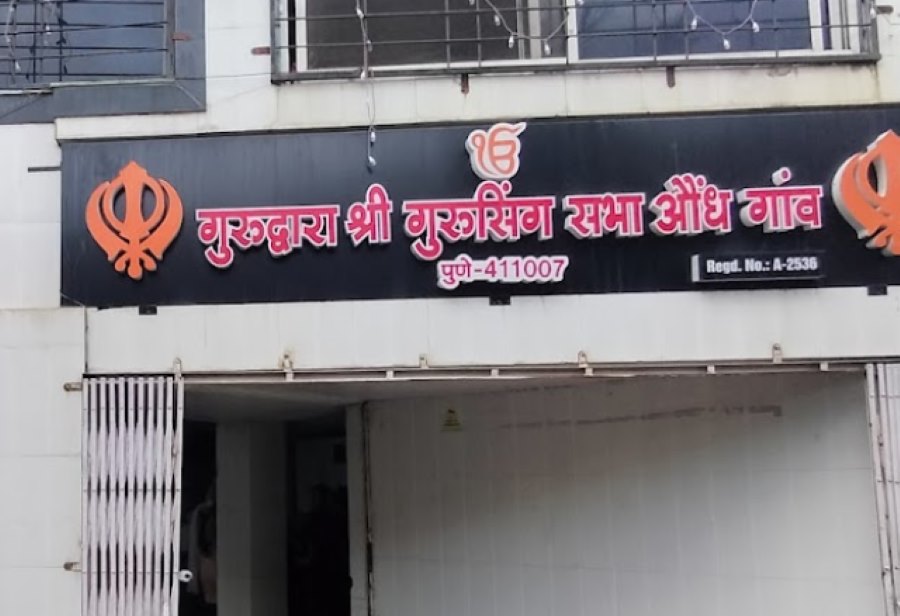 ੴ
गुरुद्वारा श्री गुरुसिंग सभा औंध गांव
पुणे-411007
Regd. No.: A-2536